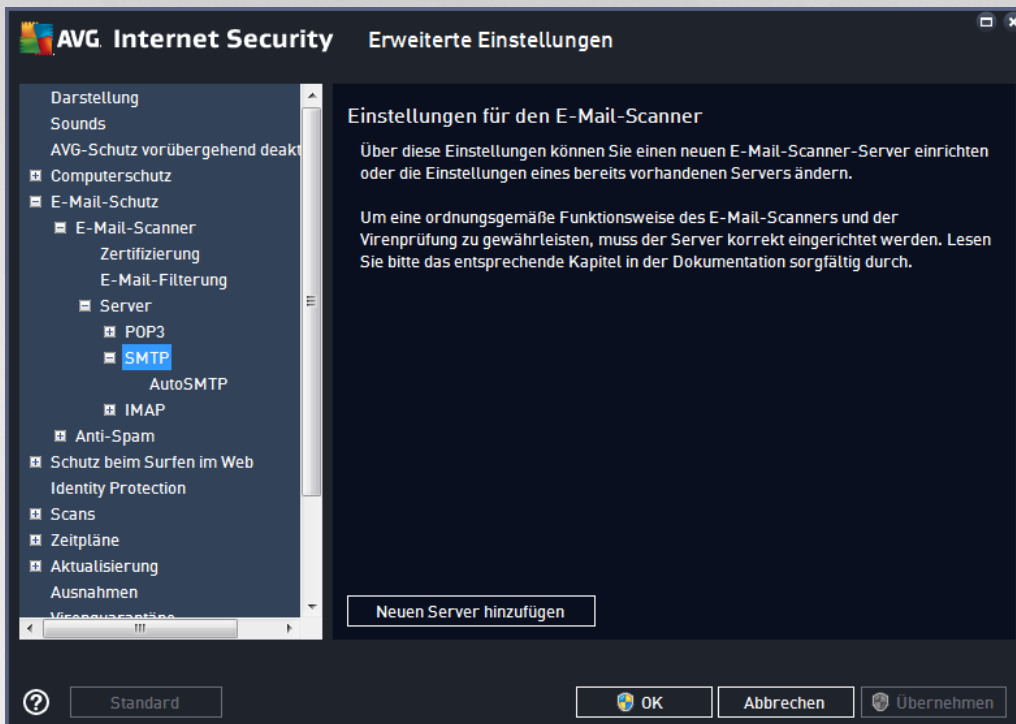 AVG. Internet Security Erweiterte Einstellungen
Darstellung
Sounds
AVG-Schutz vorübergehend deakt
Computerschutz
E-Mail-Schutz
E-Mail-Scanner
Zertifizierung
E-Mail-Filterung
Server
POP3
SMTP
AutoSMTP
IMAP
Anti-Spam
Schutz beim Surfen im Web
Identity Protection
Scans
Zeitpläne
Aktualisierung
Ausnahmen
Virenquarantäne
Einstellungen für den E-Mail-Scanner
Über diese Einstellungen können Sie einen neuen E-Mail-Scanner-Server einrichten
oder die Einstellungen eines bereits vorhandenen Servers ändern.
Um eine ordnungsgemäße Funktionsweise des E-Mail-Scanners und der
Virenprüfung zu gewährleisten, muss der Server korrekt eingerichtet werden. Lesen
Sie bitte das entsprechende Kapitel in der Dokumentation sorgfältig durch.
Neuen Server hinzufügen
? Standard OK Abbrechen Übernehmen